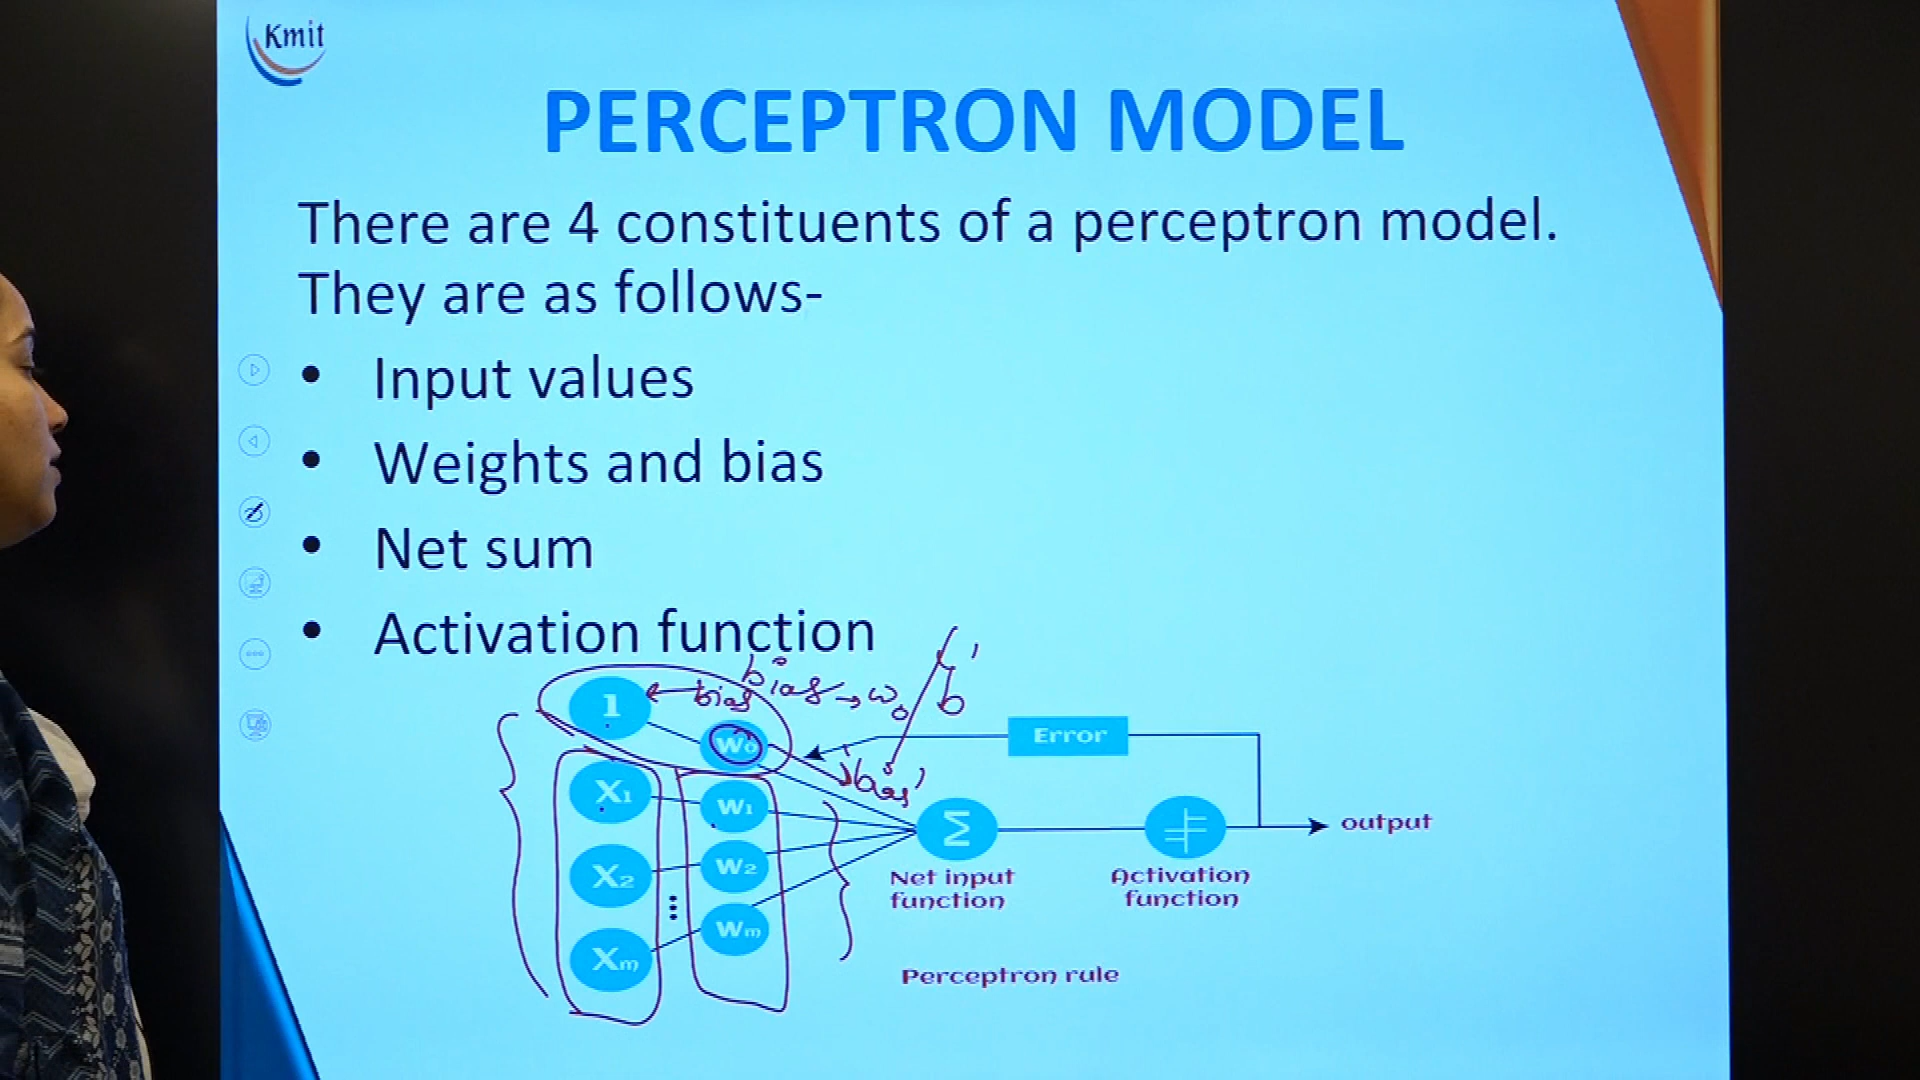 Kmit
PERCEPTRON MODEL
There are 4 constituents of a perceptron model.
They are as follows-
• Input values
• Weights and bias
• Net sum
• Activation function
bias → w0
bias
b
bias
1
W0
X1
W1
X2
W2
Xm
Wm
Error
Σ
output
Net input
function
Activation
function
Perceptron rule